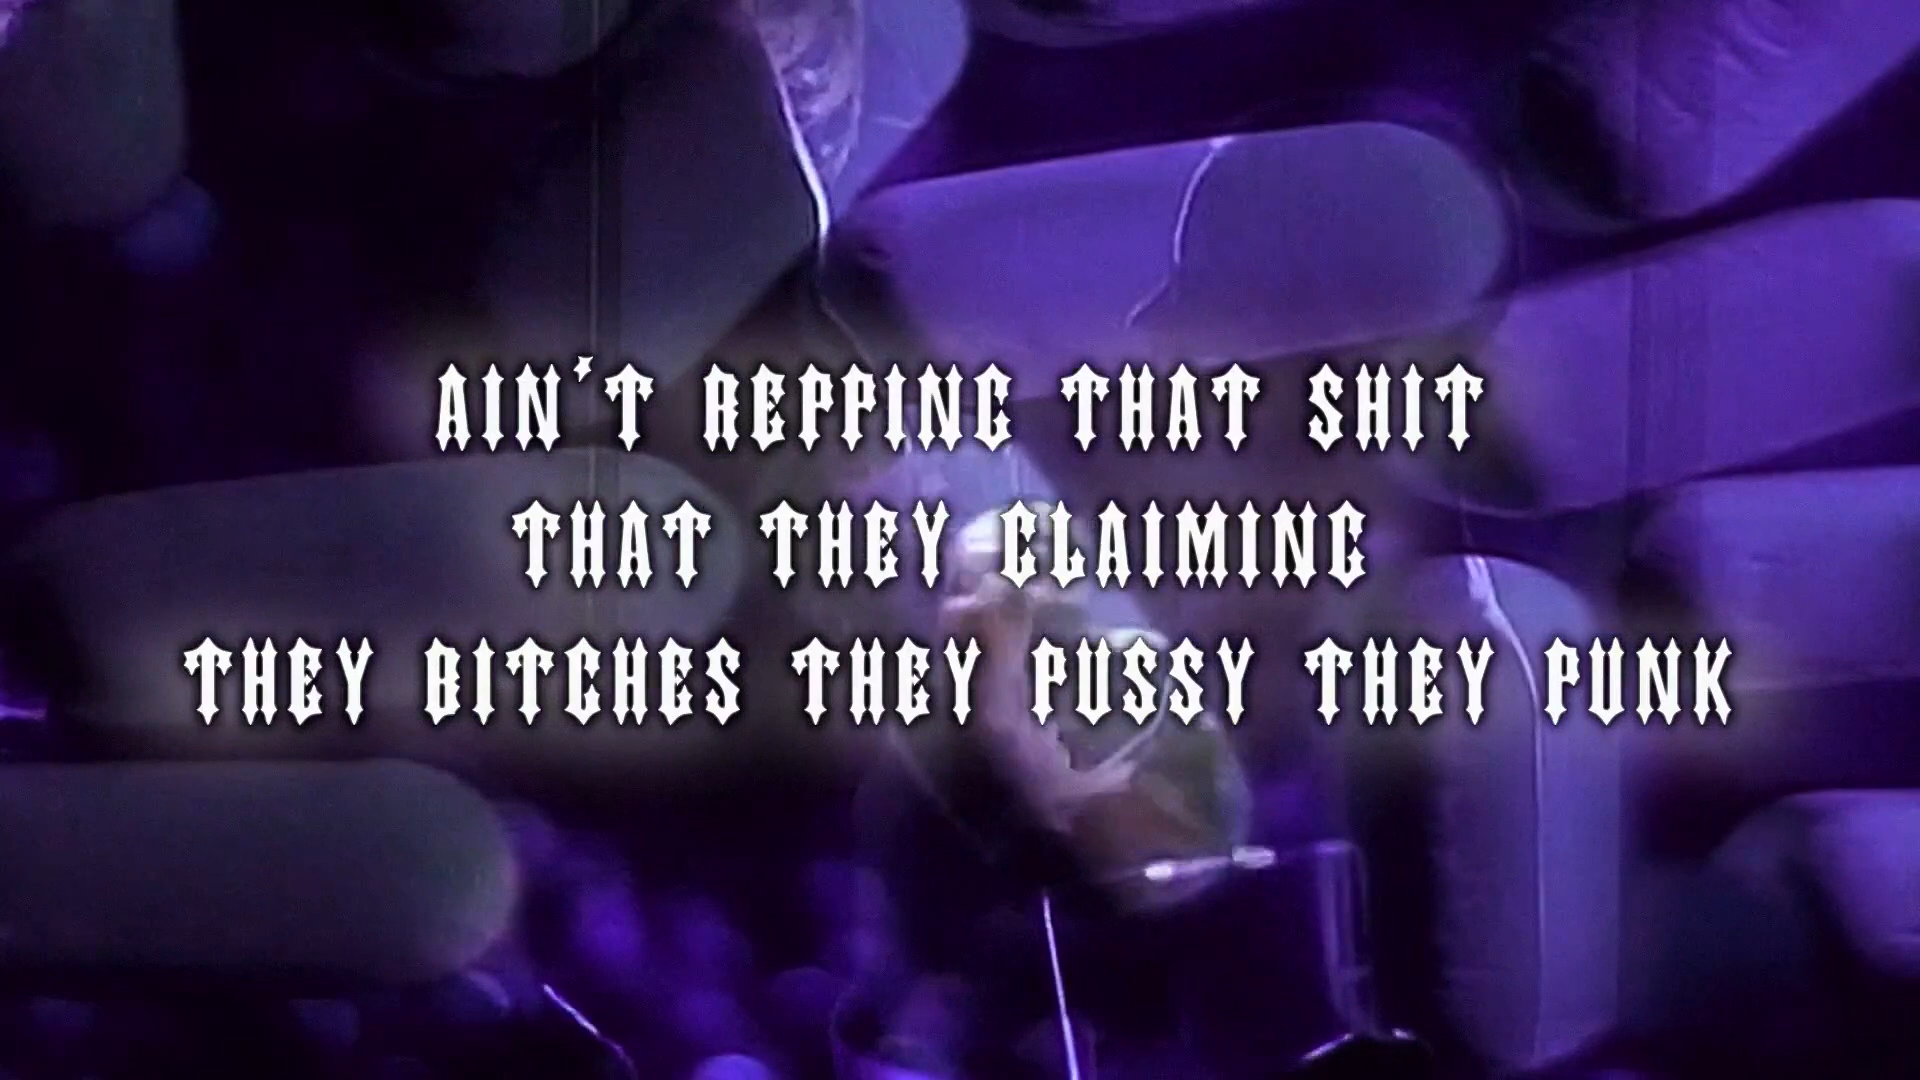 AIN'T REPPING THAT SHIT
THAT THEY CLAIMING
THEY BITCHES THEY PUSSY THEY PUNK